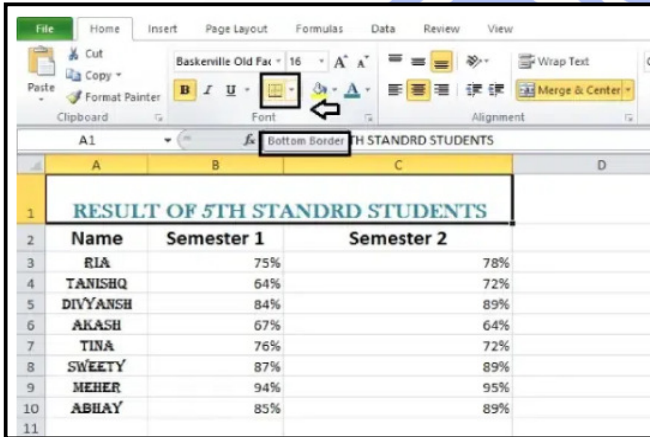 File Home Insert Page Layout Formulas Data Review View
Cut
Copy
Format Painter
Paste
Baskerville Old Fac 16 A A
B I U A
Wrap Text
Merge & Center
Clipboard Font Alignment
A1 fx Bottom Border TH STANDRD STUDENTS
A B C D
1 RESULT OF 5TH STANDRD STUDENTS
2 Name Semester 1 Semester 2
3 RIA 75% 78%
4 TANISHQ 64% 72%
5 DIVYANSH 84% 89%
6 AKASH 67% 64%
7 TINA 76% 72%
8 SWEETY 87% 89%
9 MEHER 94% 95%
10 ABHAY 85% 89%
11